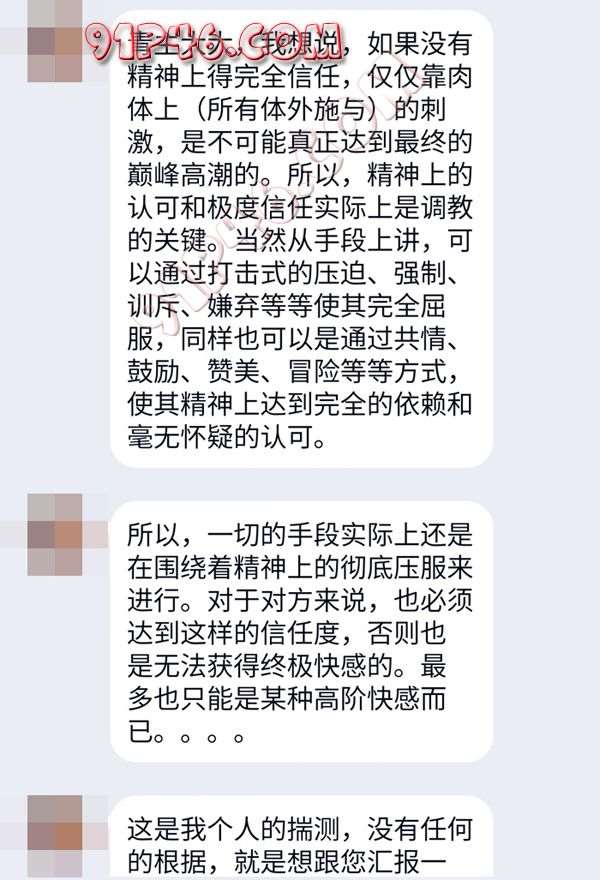 91P46.COM
青主大大，我想说，如果没有
精神上得完全信任，仅仅靠肉
体上（所有体外施与）的刺
激，是不可能真正达到最终的
巅峰高潮的。所以，精神上的
认可和极度信任实际上是调教
的关键。当然从手段上讲，可
以通过打击式的压迫、强制、
训斥、嫌弃等等使其完全屈
服，同样也可以是通过共情、
鼓励、赞美、冒险等等方式，
使其精神上达到完全的依赖和
毫无怀疑的认可。
所以，一切的手段实际上还是
在围绕着精神上的彻底压服来
进行。对于对方来说，也必须
达到这样的信任度，否则也
是无法获得终极快感的。最
多也只能是某种高阶快感而
已。。。。
这是我个人的揣测，没有任何
的根据，就是想跟您汇报一
91P46.COM